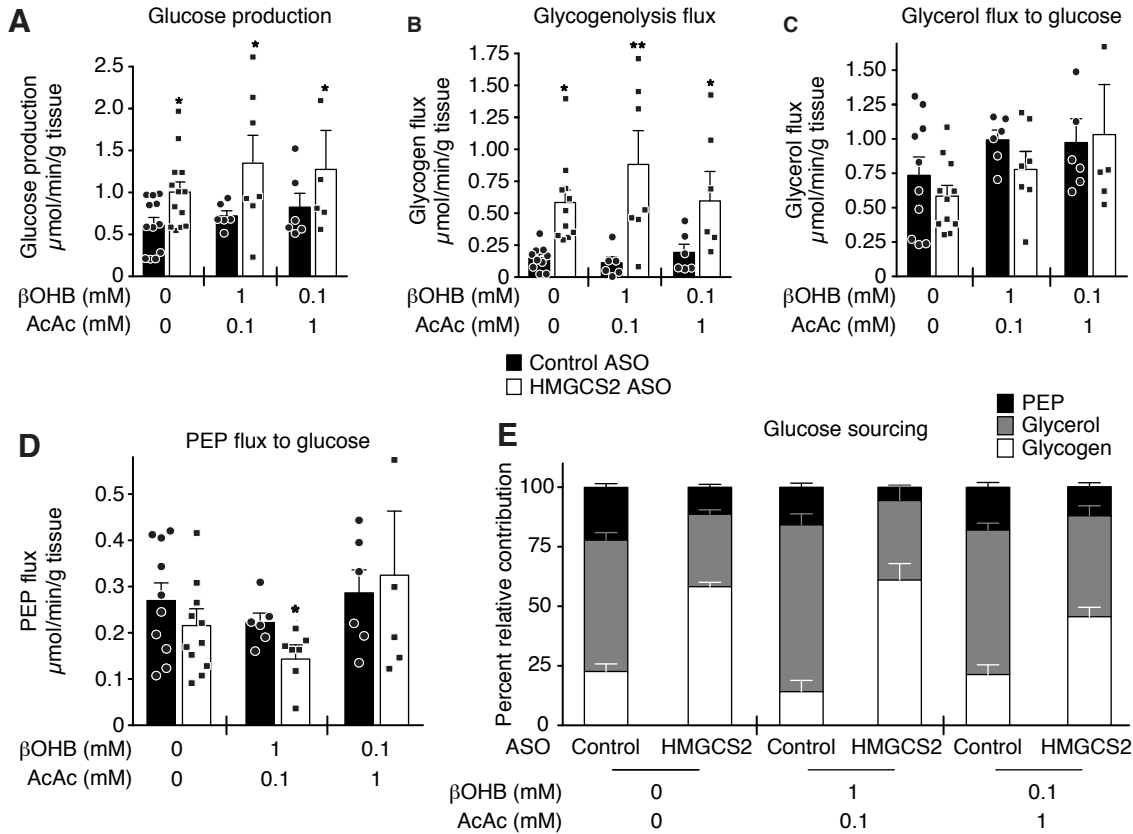 A
Glucose production
Glucose production
µmol/min/g tissue
2.5
2.0
1.5
1.0
0.5
0
*
*
*
βOHB (mM) 0 1 0.1
AcAc (mM) 0 0.1 1
B
Glycogenolysis flux
Glycogen flux
µmol/min/g tissue
1.75
1.50
1.25
1.00
0.75
0.50
0.25
0
*
**
*
βOHB (mM) 0 1 0.1
AcAc (mM) 0 0.1 1
C
Glycerol flux to glucose
Glycerol flux
µmol/min/g tissue
1.50
1.25
1.00
0.75
0.50
0.25
0
βOHB (mM) 0 1 0.1
AcAc (mM) 0 0.1 1
Control ASO
HMGCS2 ASO
D
PEP flux to glucose
PEP flux
µmol/min/g tissue
0.5
0.4
0.3
0.2
0.1
0
*
βOHB (mM) 0 1 0.1
AcAc (mM) 0 0.1 1
E
Glucose sourcing
PEP
Glycerol
Glycogen
Percent relative contribution
100
75
50
25
0
ASO Control HMGCS2 Control HMGCS2 Control HMGCS2
βOHB (mM) 0 1 0.1
AcAc (mM) 0 0.1 1